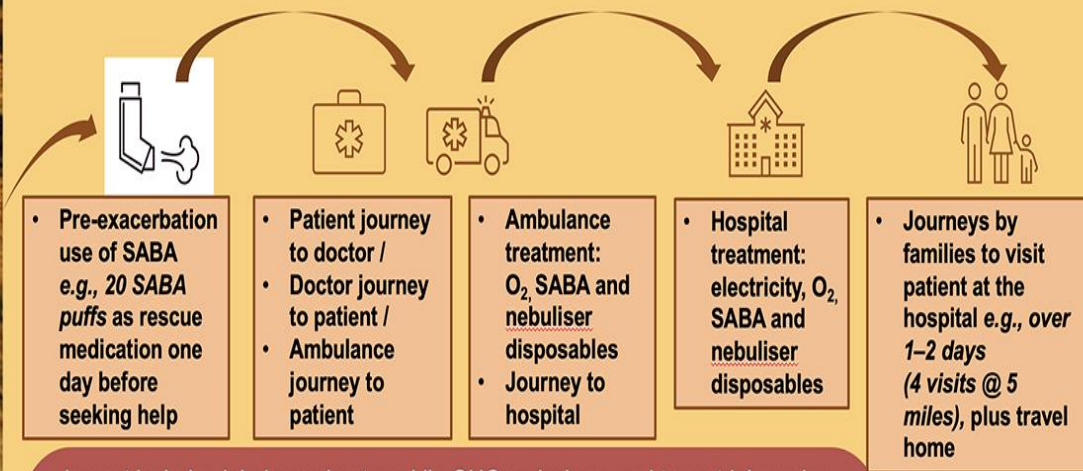 • Pre-exacerbation
use of SABA
e.g., 20 SABA
puffs as rescue
medication one
day before
seeking help
• Patient journey
to doctor /
• Doctor journey
to patient /
• Ambulance
journey to
patient
• Ambulance
treatment:
O2, SABA and
nebuliser
disposables
• Journey to
hospital
• Hospital
treatment:
electricity, O2,
SABA and
nebuliser
disposables
• Journeys by
families to visit
patient at the
hospital e.g., over
1–2 days
(4 visits @ 5
miles), plus travel
home